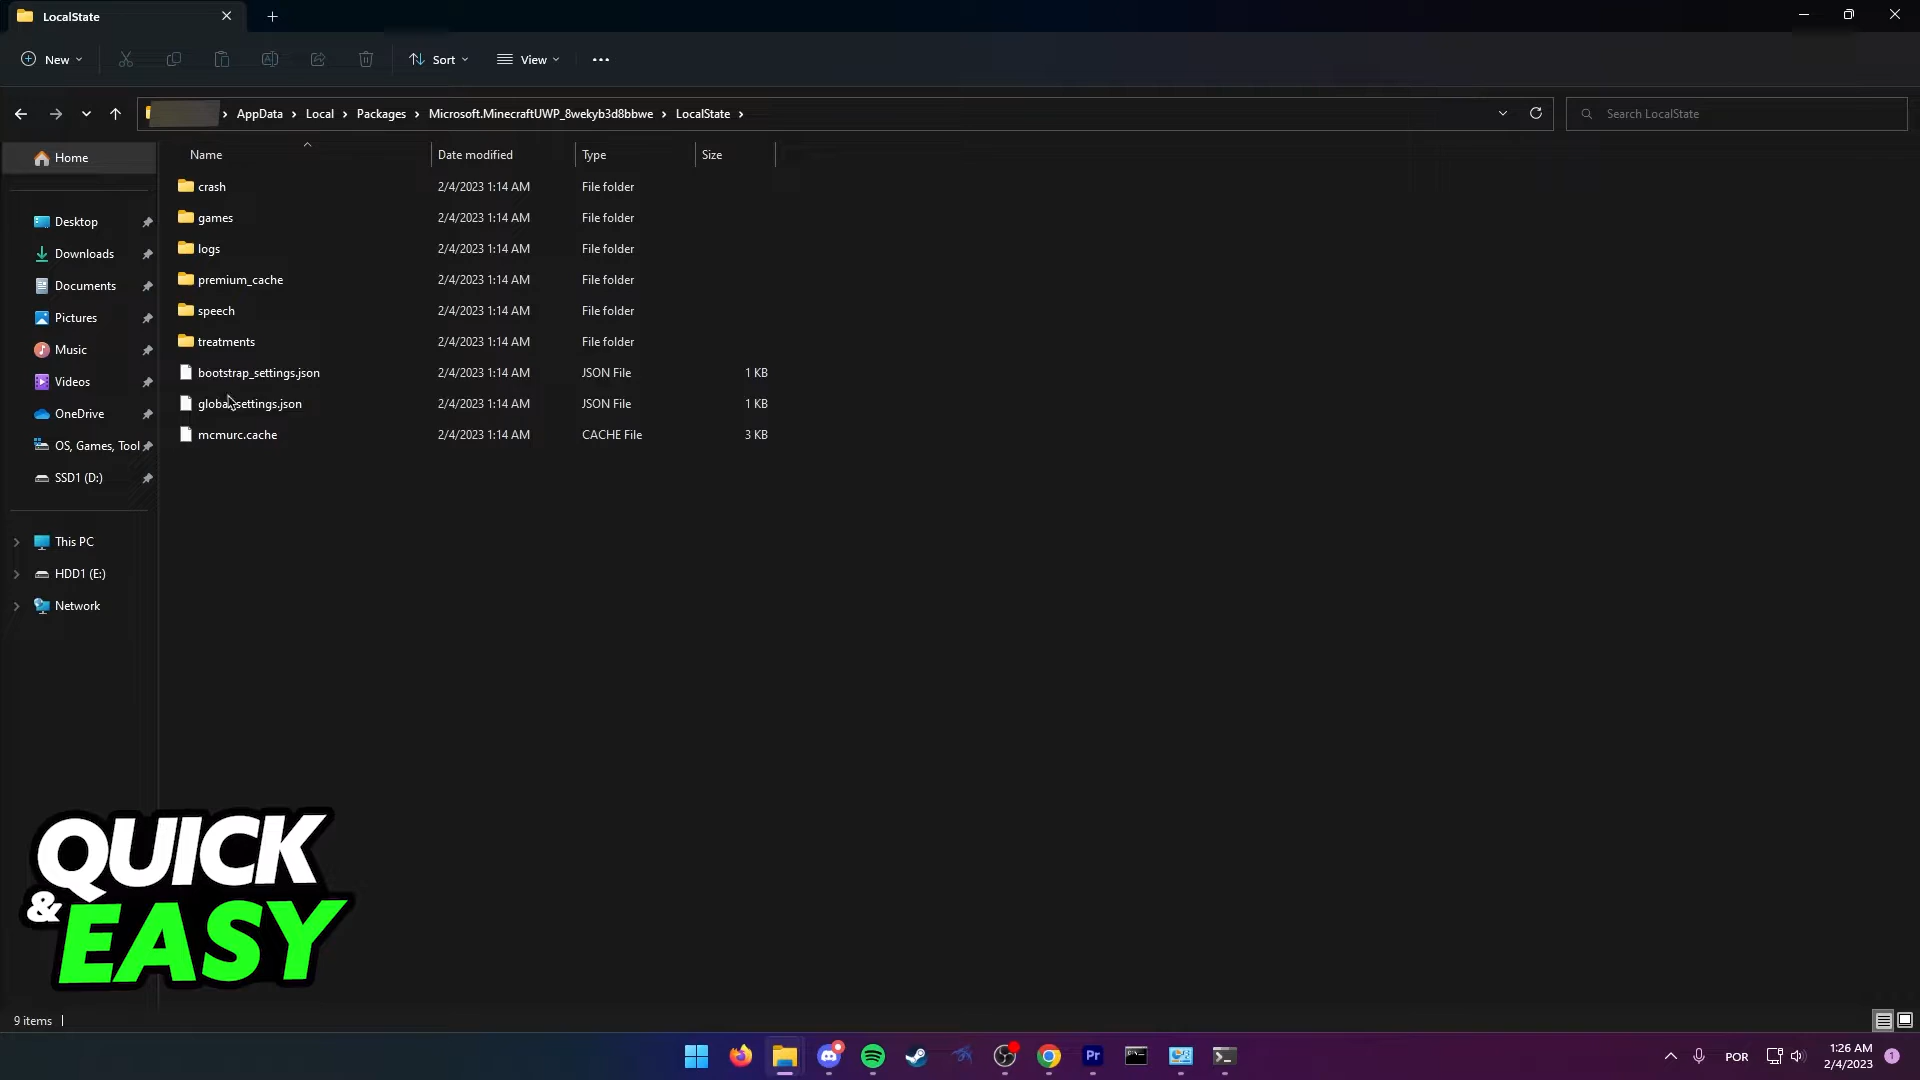 LocalState
New
Sort
View
AppData
Local
Packages
Microsoft.MinecraftUWP_8wekyb3d8bbwe
LocalState
Search LocalState
Name
Date modified
Type
Size
Home
crash 2/4/2023 1:14 AM File folder
games 2/4/2023 1:14 AM File folder
logs 2/4/2023 1:14 AM File folder
premium_cache 2/4/2023 1:14 AM File folder
speech 2/4/2023 1:14 AM File folder
treatments 2/4/2023 1:14 AM File folder
bootstrap_settings.json 2/4/2023 1:14 AM JSON File 1 KB
global_settings.json 2/4/2023 1:14 AM JSON File 1 KB
mcmurc.cache 2/4/2023 1:14 AM CACHE File 3 KB
Desktop
Downloads
Documents
Pictures
Music
Videos
OneDrive
OS, Games, Tool
SSD1 (D:)
This PC
HDD1 (E:)
Network
QUICK
& EASY
9 items
Pr
POR
1:26 AM
2/4/2023
1